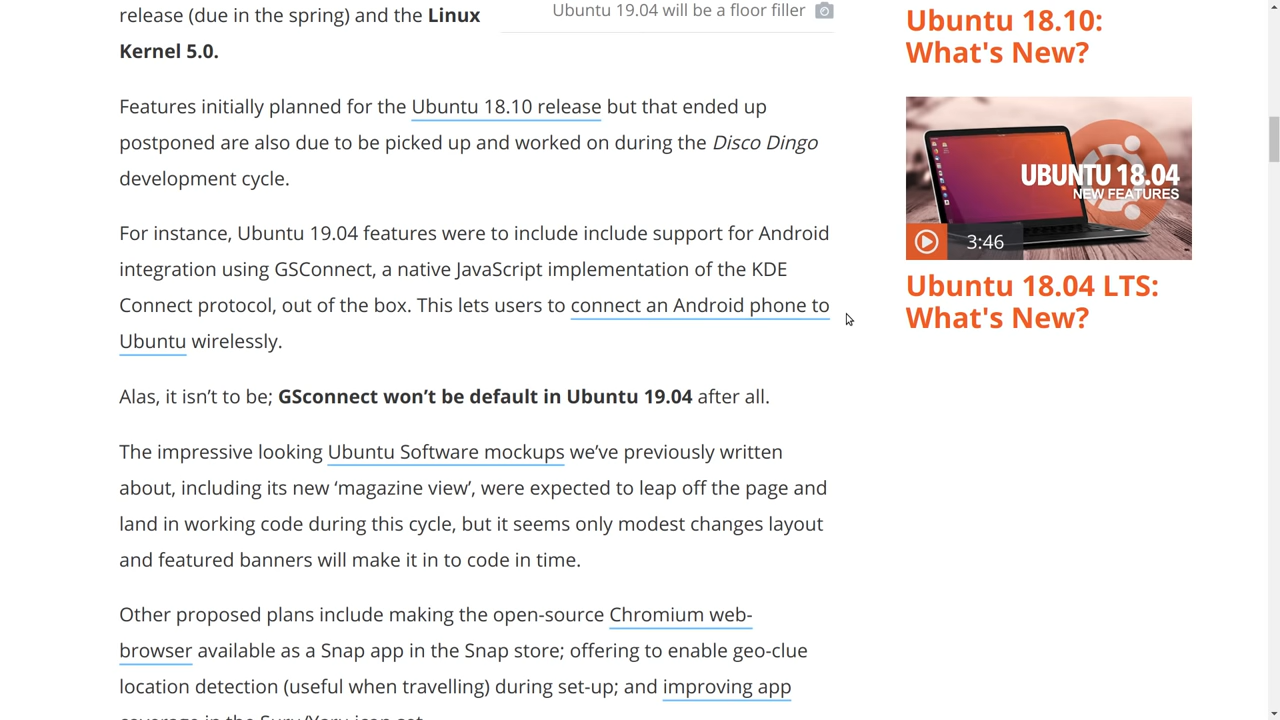 release (due in the spring) and the Linux
Kernel 5.0.
Ubuntu 19.04 will be a floor filler
Features initially planned for the Ubuntu 18.10 release but that ended up
postponed are also due to be picked up and worked on during the Disco Dingo
development cycle.
For instance, Ubuntu 19.04 features were to include include support for Android
integration using GSConnect, a native JavaScript implementation of the KDE
Connect protocol, out of the box. This lets users to connect an Android phone to
Ubuntu wirelessly.
Alas, it isn’t to be; GSconnect won’t be default in Ubuntu 19.04 after all.
The impressive looking Ubuntu Software mockups we’ve previously written
about, including its new ‘magazine view’, were expected to leap off the page and
land in working code during this cycle, but it seems only modest changes layout
and featured banners will make it in to code in time.
Other proposed plans include making the open-source Chromium web-
browser available as a Snap app in the Snap store; offering to enable geo-clue
location detection (useful when travelling) during set-up; and improving app
coverage in the Suru/Yaru icon set.
Ubuntu 18.10:
What's New?
UBUNTU 18.04
NEW FEATURES
3:46
Ubuntu 18.04 LTS:
What's New?